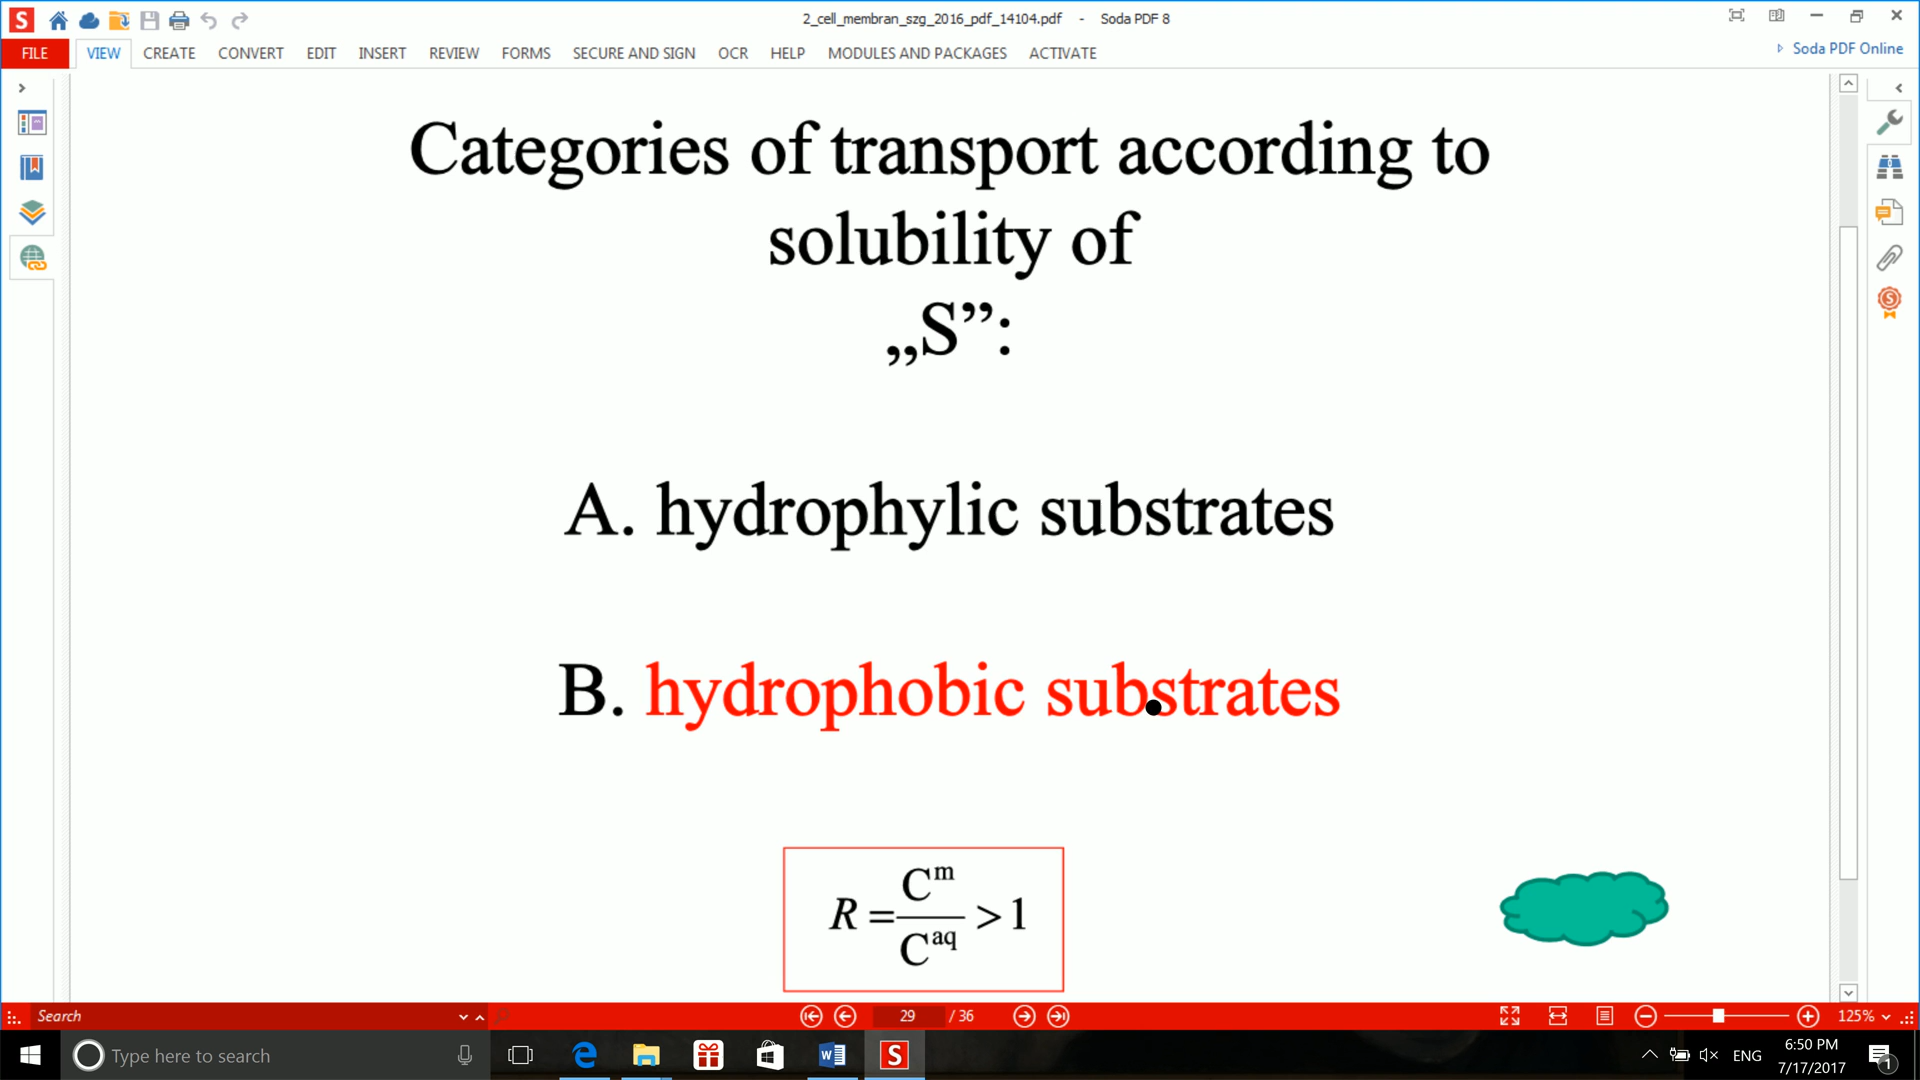 2_cell_membran_szg_2016_pdf_14104.pdf - Soda PDF 8
FILE VIEW CREATE CONVERT EDIT INSERT REVIEW FORMS SECURE AND SIGN OCR HELP MODULES AND PACKAGES ACTIVATE
Soda PDF Online
Categories of transport according to
solubility of
„S”:
A. hydrophylic substrates
B. hydrophobic substrates
R = C^m / C^aq > 1
Search 29 / 36 125%
Type here to search
ENG
6:50 PM
7/17/2017
1